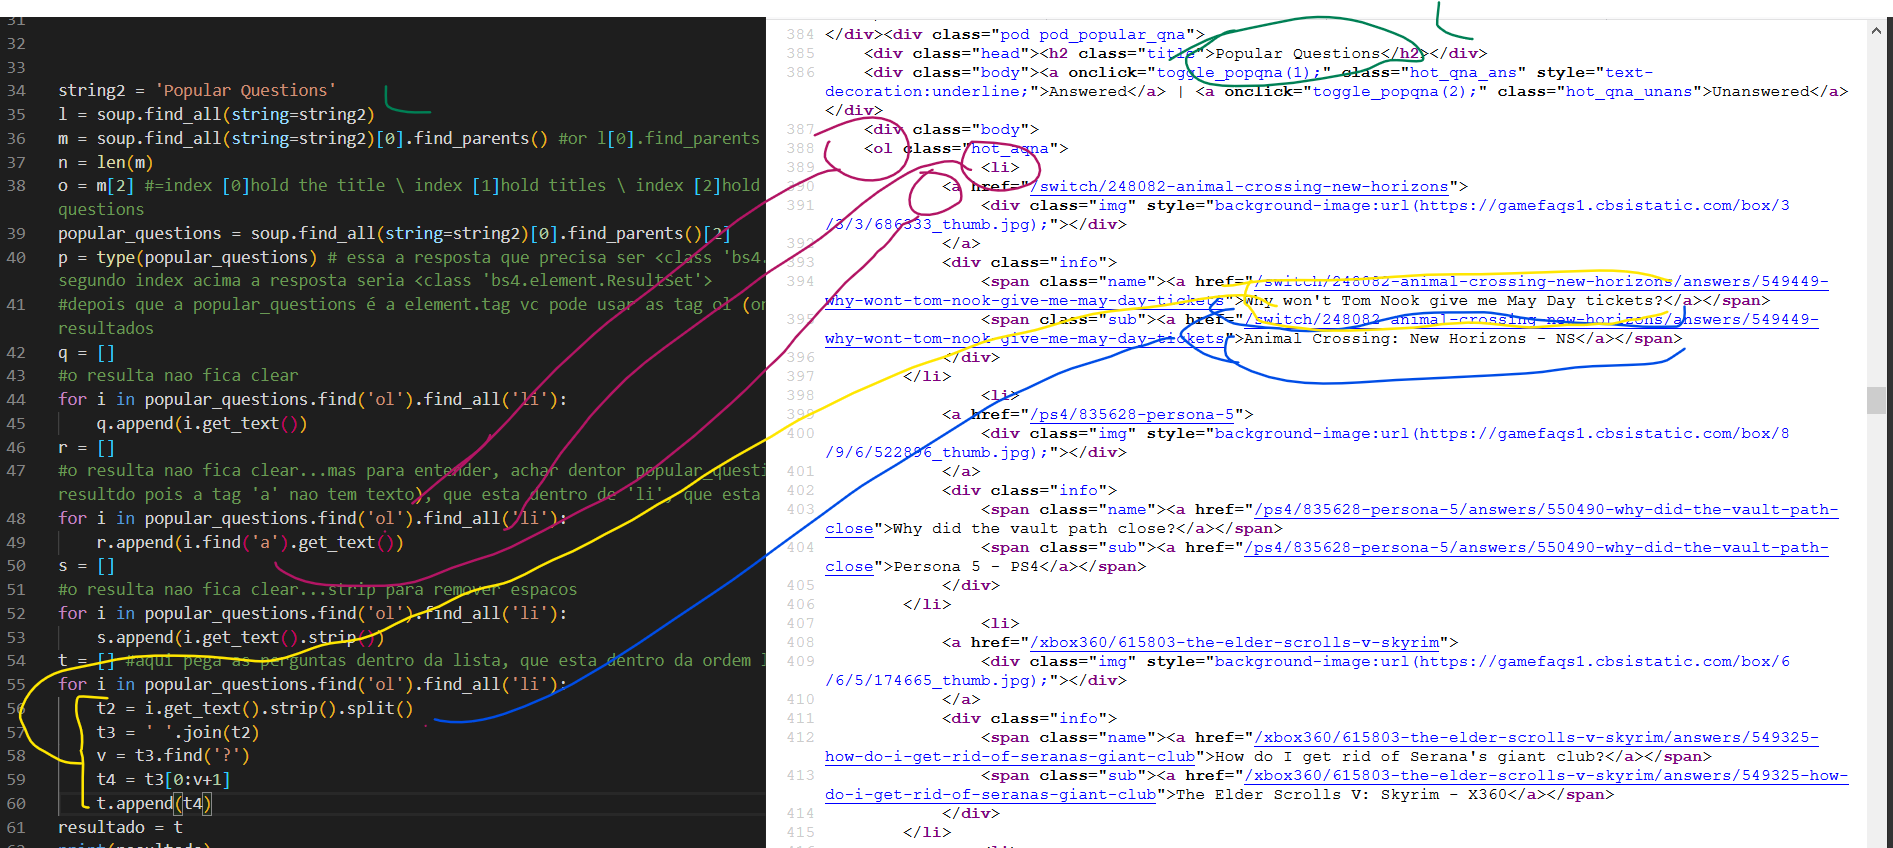 31
32
33
34 string2 = 'Popular Questions'
35 l = soup.find_all(string=string2)
36 m = soup.find_all(string=string2)[0].find_parents() #or l[0].find_parents
37 n = len(m)
38 o = m[2] #=index [0]hold the title \ index [1]hold titles \ index [2]hold
questions
39 popular_questions = soup.find_all(string=string2)[0].find_parents()[2]
40 p = type(popular_questions) # essa a resposta que precisa ser <class 'bs4.
segundo index acima a resposta seria <class 'bs4.element.ResultSet'>
41 #depois que a popular_questions é a element.tag vc pode usar as tag ol (or
resultados
42 q = []
43 #o resulta nao fica clear
44 for i in popular_questions.find('ol').find_all('li'):
45 q.append(i.get_text())
46 r = []
47 #o resulta nao fica clear...mas para entender, achar dentor popular_questi
resultdo pois a tag 'a' nao tem texto), que esta dentro de 'li', que esta
48 for i in popular_questions.find('ol').find_all('li'):
49 r.append(i.find('a').get_text())
50 s = []
51 #o resulta nao fica clear...strip para remover espacos
52 for i in popular_questions.find('ol').find_all('li'):
53 s.append(i.get_text().strip())
54 t = [] #aqui pega as perguntas dentro da lista, que esta dentro da ordem l
55 for i in popular_questions.find('ol').find_all('li'):
56 t2 = i.get_text().strip().split()
57 t3 = ' '.join(t2)
58 v = t3.find('?')
59 t4 = t3[0:v+1]
60 t.append(t4)
61 resultado = t
print(resultado)
384 </div><div class="pod pod_popular_qna">
385 <div class="head"><h2 class="title">Popular Questions</h2></div>
386 <div class="body"><a onclick="toggle_popqna(1);" class="hot_qna_ans" style="text-
decoration:underline;">Answered</a> | <a onclick="toggle_popqna(2);" class="hot_qna_unans">Unanswered</a>
</div>
387 <div class="body">
388 <ol class="hot_aqna">
389 <li>
390 <a href="/switch/248082-animal-crossing-new-horizons">
391 <div class="img" style="background-image:url(https://gamefaqs1.cbsistatic.com/box/3
/3/3/686333_thumb.jpg);"></div>
392 </a>
393 <div class="info">
394 <span class="name"><a href="/switch/248082-animal-crossing-new-horizons/answers/549449-
why-wont-tom-nook-give-me-may-day-tickets">Why won't Tom Nook give me May Day tickets?</a></span>
395 <span class="sub"><a href="/switch/248082-animal-crossing-new-horizons/answers/549449-
why-wont-tom-nook-give-me-may-day-tickets">Animal Crossing: New Horizons - NS</a></span>
396 </div>
397 </li>
398 <li>
399 <a href="/ps4/835628-persona-5">
400 <div class="img" style="background-image:url(https://gamefaqs1.cbsistatic.com/box/8
/9/6/522896_thumb.jpg);"></div>
401 </a>
402 <div class="info">
403 <span class="name"><a href="/ps4/835628-persona-5/answers/550490-why-did-the-vault-path-
close">Why did the vault path close?</a></span>
404 <span class="sub"><a href="/ps4/835628-persona-5/answers/550490-why-did-the-vault-path-
close">Persona 5 - PS4</a></span>
405 </div>
406 </li>
407 <li>
408 <a href="/xbox360/615803-the-elder-scrolls-v-skyrim">
409 <div class="img" style="background-image:url(https://gamefaqs1.cbsistatic.com/box/6
/6/5/174665_thumb.jpg);"></div>
410 </a>
411 <div class="info">
412 <span class="name"><a href="/xbox360/615803-the-elder-scrolls-v-skyrim/answers/549325-
how-do-i-get-rid-of-seranas-giant-club">How do I get rid of Serana's giant club?</a></span>
413 <span class="sub"><a href="/xbox360/615803-the-elder-scrolls-v-skyrim/answers/549325-how-
do-i-get-rid-of-seranas-giant-club">The Elder Scrolls V: Skyrim - X360</a></span>
414 </div>
415 </li>